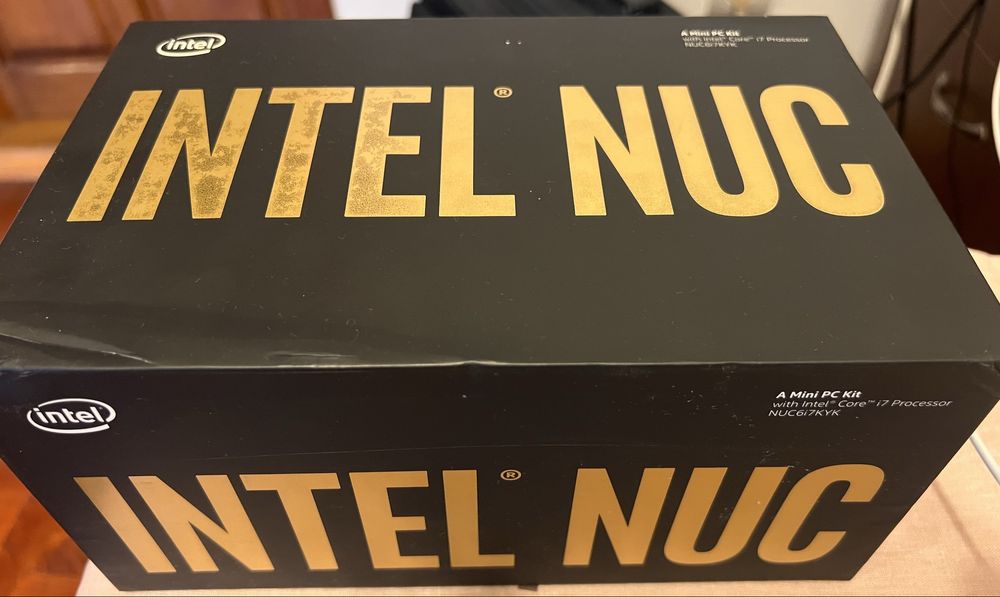 intel
A Mini PC Kit
with Intel® Core™ i7 Processor
NUC6i7KYK
INTEL® NUC
intel
A Mini PC Kit
with Intel® Core™ i7 Processor
NUC6i7KYK
INTEL® NUC